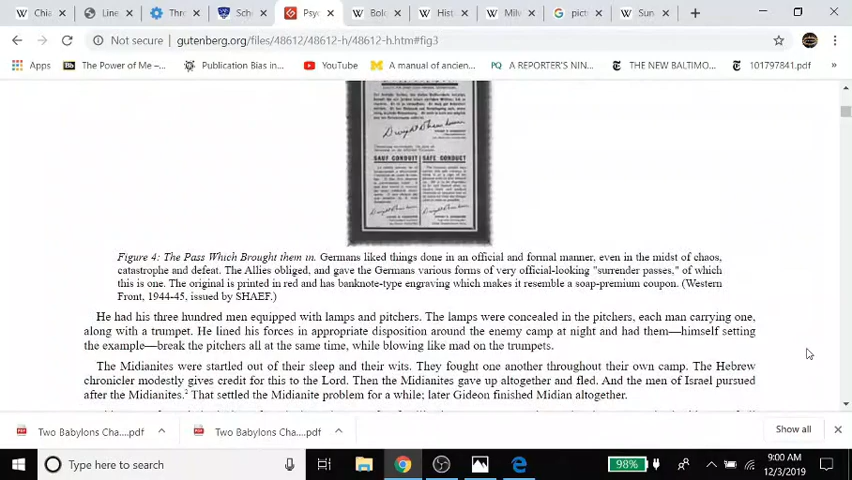 Chia
Line
Thr
Sch
Psy
Bolo
Hist
Milv
pict
Sun
Not secure
gutenberg.org/files/48612/48612-h/48612-h.htm#fig3
Apps
The Power of Me –...
Publication Bias in...
YouTube
A manual of ancien...
A REPORTER'S NIN...
THE NEW BALTIMO...
101797841.pdf
SAUF CONDUIT
SAFE CONDUCT
Figure 4: The Pass Which Brought them in. Germans liked things done in an official and formal manner, even in the midst of chaos,
catastrophe and defeat. The Allies obliged, and gave the Germans various forms of very official-looking "surrender passes," of which
this is one. The original is printed in red and has banknote-type engraving which makes it resemble a soap-premium coupon. (Western
Front, 1944-45, issued by SHAEF.)
He had his three hundred men equipped with lamps and pitchers. The lamps were concealed in the pitchers, each man carrying one,
along with a trumpet. He lined his forces in appropriate disposition around the enemy camp at night and had them—himself setting
the example—break the pitchers all at the same time, while blowing like mad on the trumpets.
The Midianites were startled out of their sleep and their wits. They fought one another throughout their own camp. The Hebrew
chronicler modestly gives credit for this to the Lord. Then the Midianites gave up altogether and fled. And the men of Israel pursued
after the Midianites.2 That settled the Midianite problem for a while; later Gideon finished Midian altogether.
Two Babylons Cha....pdf
Two Babylons Cha....pdf
Show all
Type here to search
98%
9:00 AM
12/3/2019